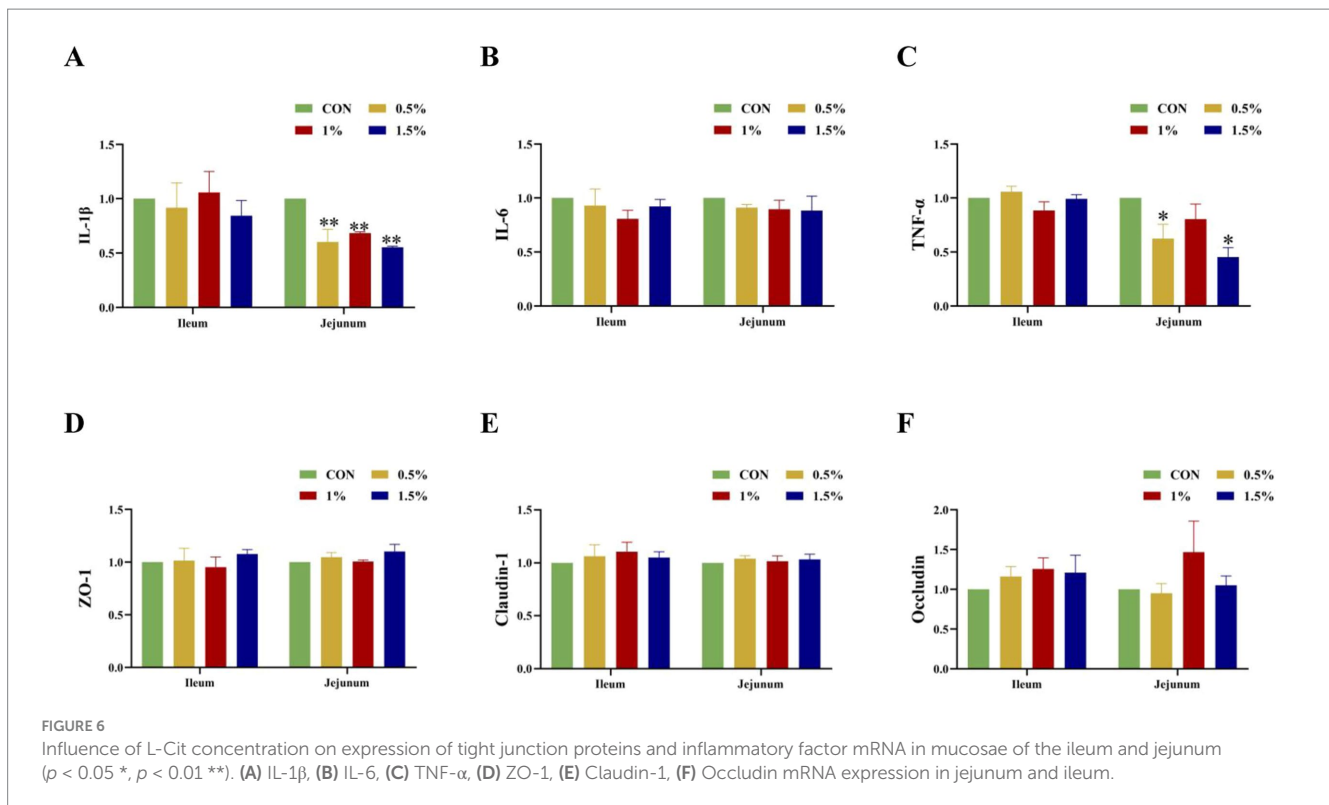 A
CON 0.5%
1% 1.5%
IL-1β
1.5
1.0
0.5
0.0
** ** **
Ileum Jejunum
B
CON 0.5%
1% 1.5%
IL-6
1.5
1.0
0.5
0.0
Ileum Jejunum
C
CON 0.5%
1% 1.5%
TNF-α
1.5
1.0
0.5
0.0
* *
Ileum Jejunum
D
CON 0.5%
1% 1.5%
ZO-1
1.5
1.0
0.5
0.0
Ileum Jejunum
E
CON 0.5%
1% 1.5%
Claudin-1
1.5
1.0
0.5
0.0
Ileum Jejunum
F
CON 0.5%
1% 1.5%
Occludin
2.0
1.5
1.0
0.5
0.0
Ileum Jejunum
FIGURE 6
Influence of L-Cit concentration on expression of tight junction proteins and inflammatory factor mRNA in mucosae of the ileum and jejunum
(p < 0.05 *, p < 0.01 **). (A) IL-1β, (B) IL-6, (C) TNF-α, (D) ZO-1, (E) Claudin-1, (F) Occludin mRNA expression in jejunum and ileum.